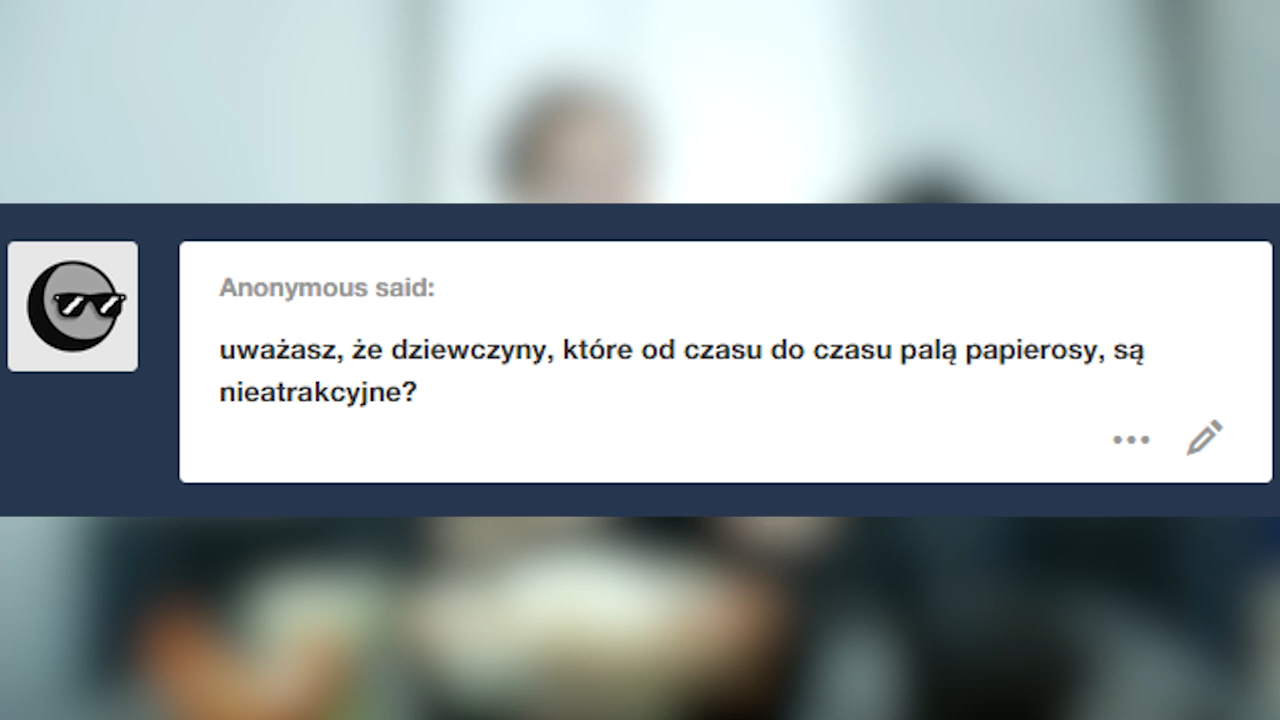 Anonymous said:
uważasz, że dziewczyny, które od czasu do czasu palą papierosy, są
nieatrakcyjne?